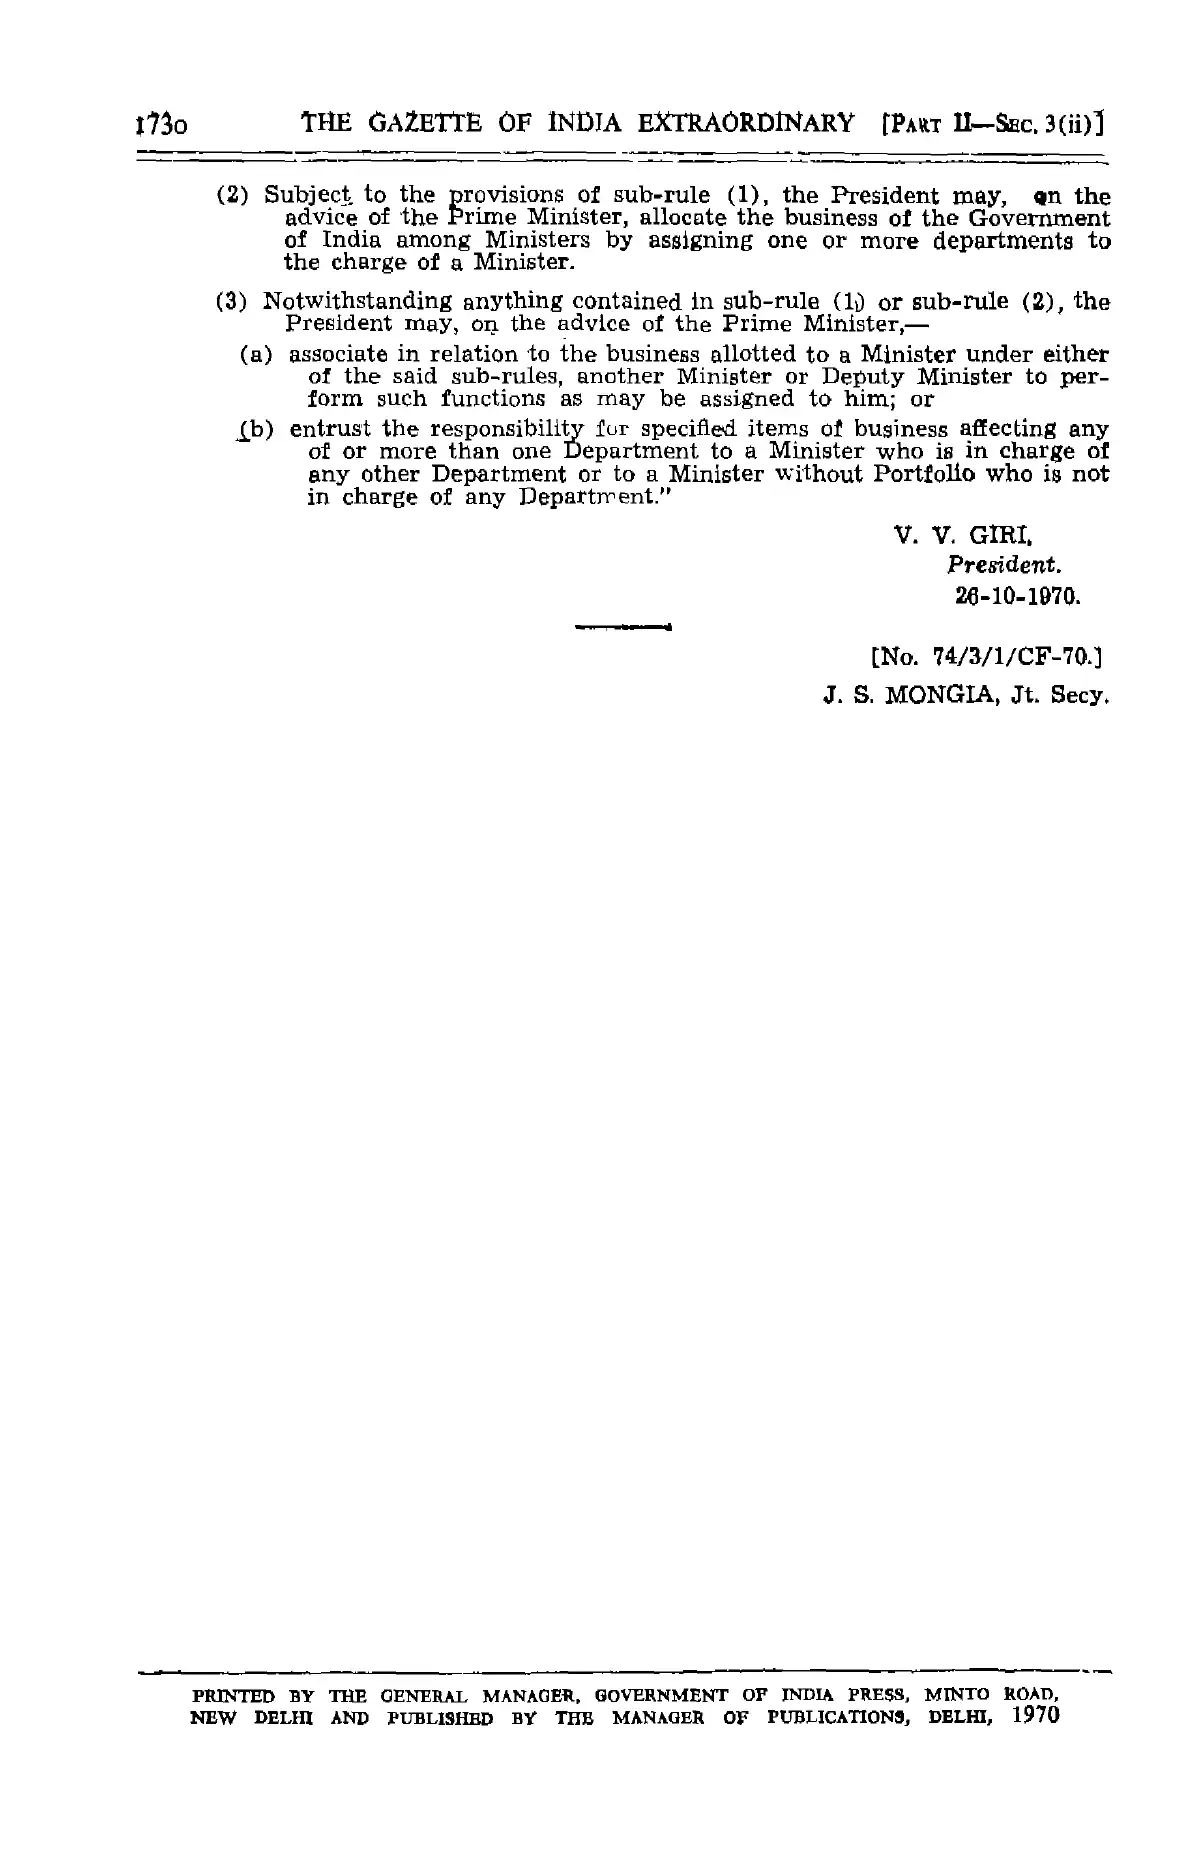 1730 THE GAZETTE OF INDIA EXTRAORDINARY [PART II—SEC. 3(ii)]
(2) Subject to the provisions of sub-rule (1), the President may, on the
advice of the Prime Minister, allocate the business of the Government
of India among Ministers by assigning one or more departments to
the charge of a Minister.
(3) Notwithstanding anything contained in sub-rule (1) or sub-rule (2), the
President may, on the advice of the Prime Minister,—
(a) associate in relation to the business allotted to a Minister under either
of the said sub-rules, another Minister or Deputy Minister to per-
form such functions as may be assigned to him; or
(b) entrust the responsibility for specified items of business affecting any
of or more than one Department to a Minister who is in charge of
any other Department or to a Minister without Portfolio who is not
in charge of any Department."
V. V. GIRI,
President.
26-10-1970.
[No. 74/3/1/CF-70.]
J. S. MONGIA, Jt. Secy.
PRINTED BY THE GENERAL MANAGER, GOVERNMENT OF INDIA PRESS, MINTO ROAD,
NEW DELHI AND PUBLISHED BY THE MANAGER OF PUBLICATIONS, DELHI, 1970